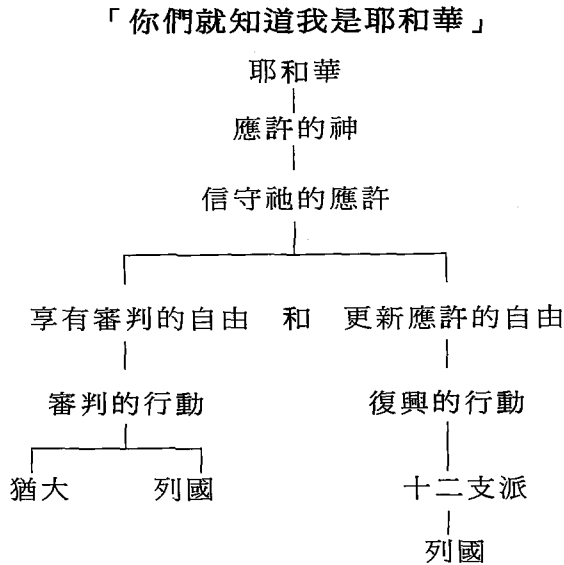 「你們就知道我是耶和華」
耶和華
應許的神
信守祂的應許
享有審判的自由 和 更新應許的自由
審判的行動 復興的行動
猶大 列國 十二支派
列國